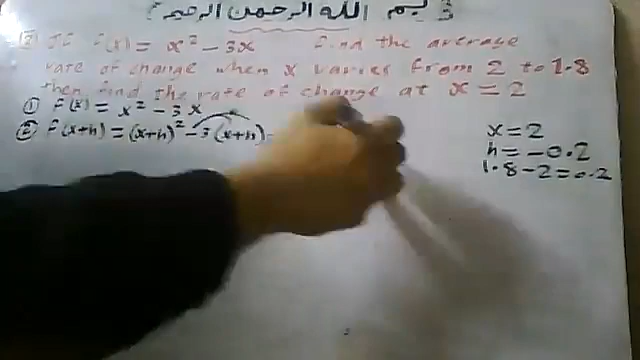 بسم الله الرحمن الرحيم
② If f(x) = x² - 3x Find the average
rate of change when x varies from 2 to 1.8
then find the rate of change at x = 2
① f(x) = x² - 3x
② f(x+h) = (x+h)² - 3(x+h) =
x = 2
h = -0.2
1.8 - 2 = 0.2